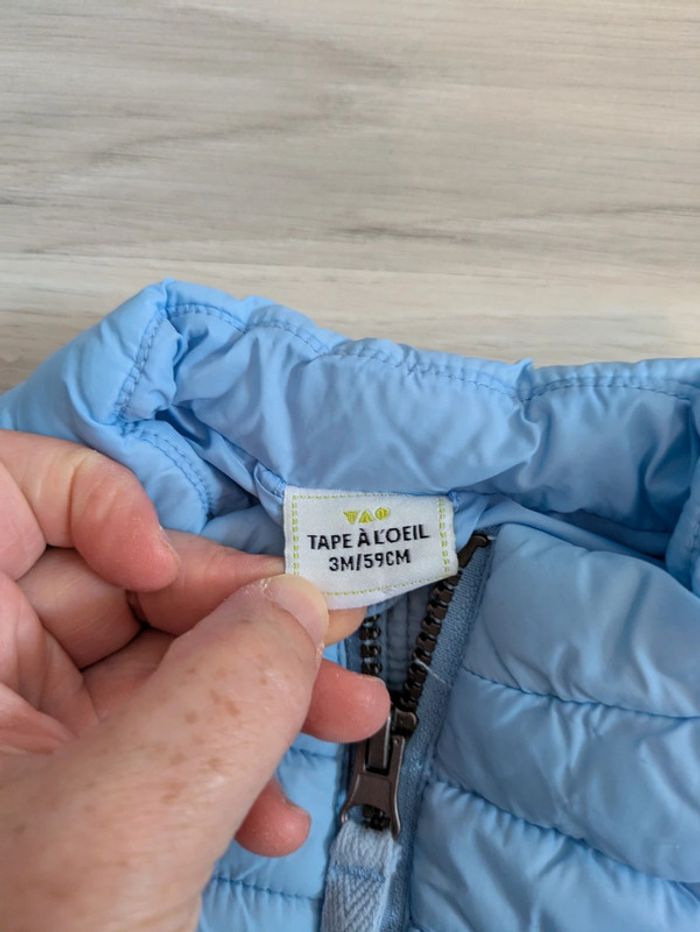 TAO
TAPE À L'OEIL
3M/59CM